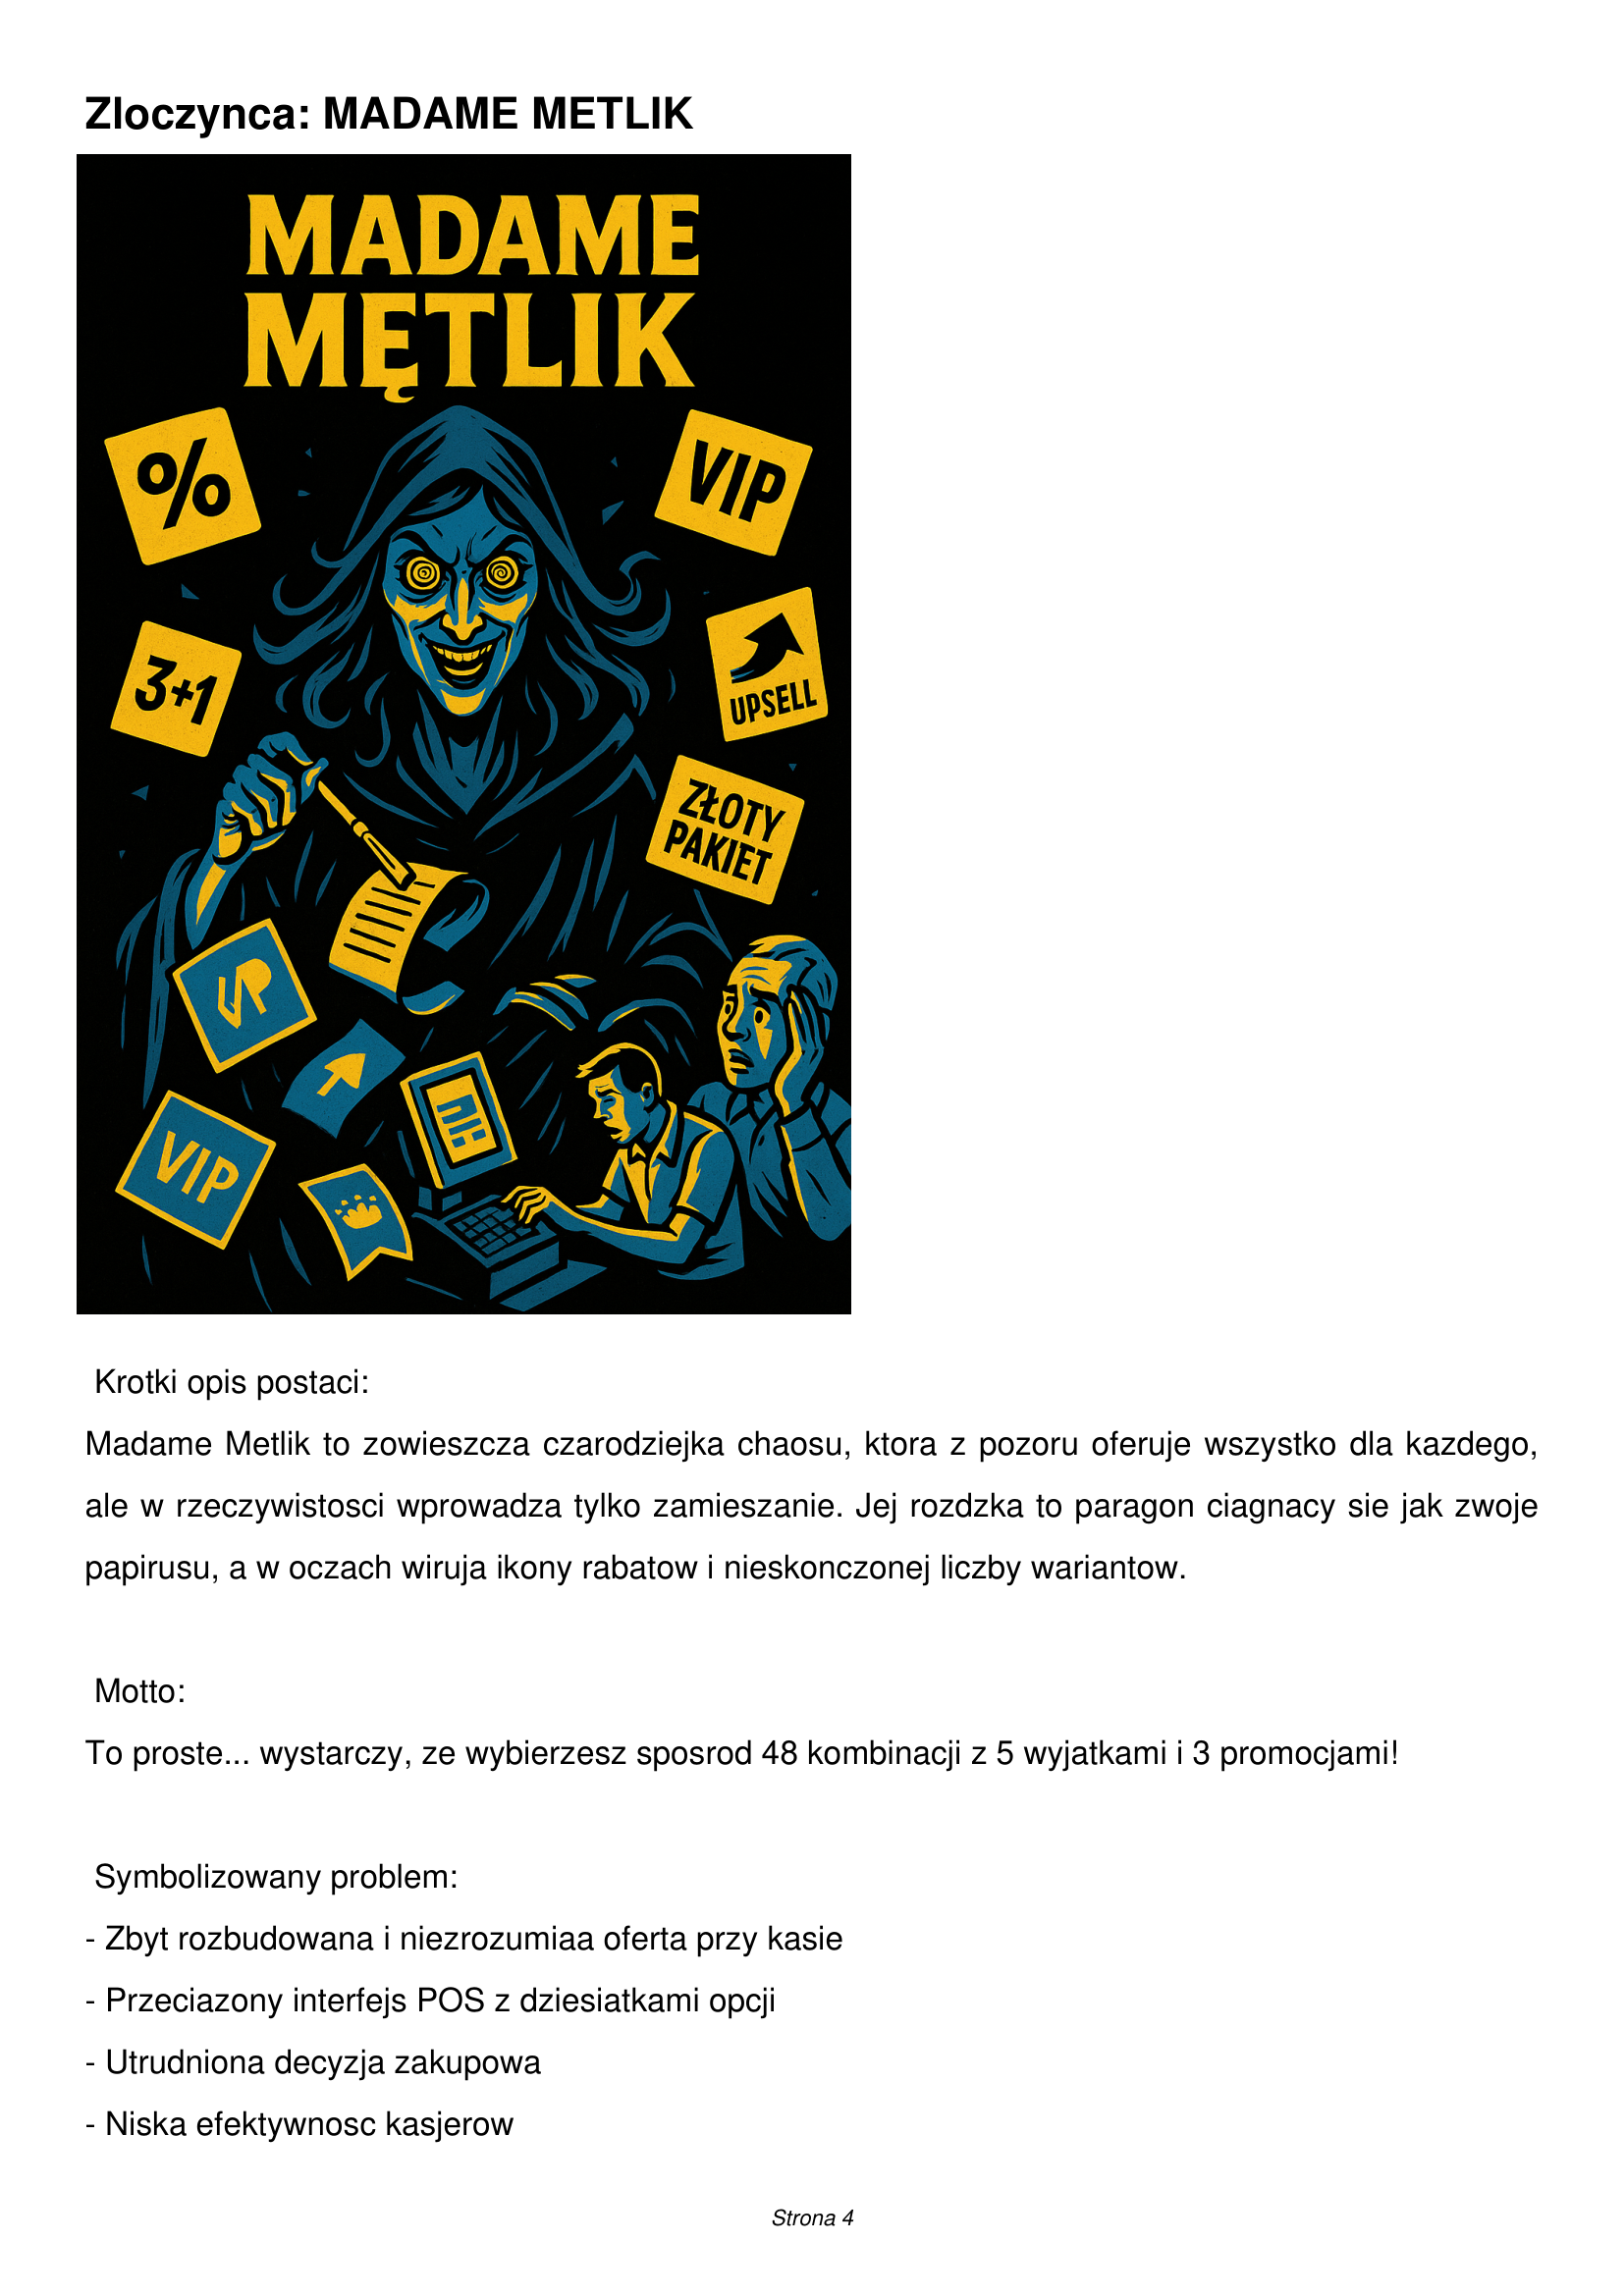 Zloczynca: MADAME METLIK
MADAME
MĘTLIK
%
VIP
3+1
UPSELL
ZŁOTY
PAKIET
VIP
Krotki opis postaci:
Madame Metlik to zowieszcza czarodziejka chaosu, ktora z pozoru oferuje wszystko dla kazdego,
ale w rzeczywistosci wprowadza tylko zamieszanie. Jej rozdzka to paragon ciagnacy sie jak zwoje
papirusu, a w oczach wiruja ikony rabatow i nieskonczonej liczby wariantow.
Motto:
To proste... wystarczy, ze wybierzesz sposrod 48 kombinacji z 5 wyjatkami i 3 promocjami!
Symbolizowany problem:
- Zbyt rozbudowana i niezrozumiaa oferta przy kasie
- Przeciazony interfejs POS z dziesiatkami opcji
- Utrudniona decyzja zakupowa
- Niska efektywnosc kasjerow
Strona 4